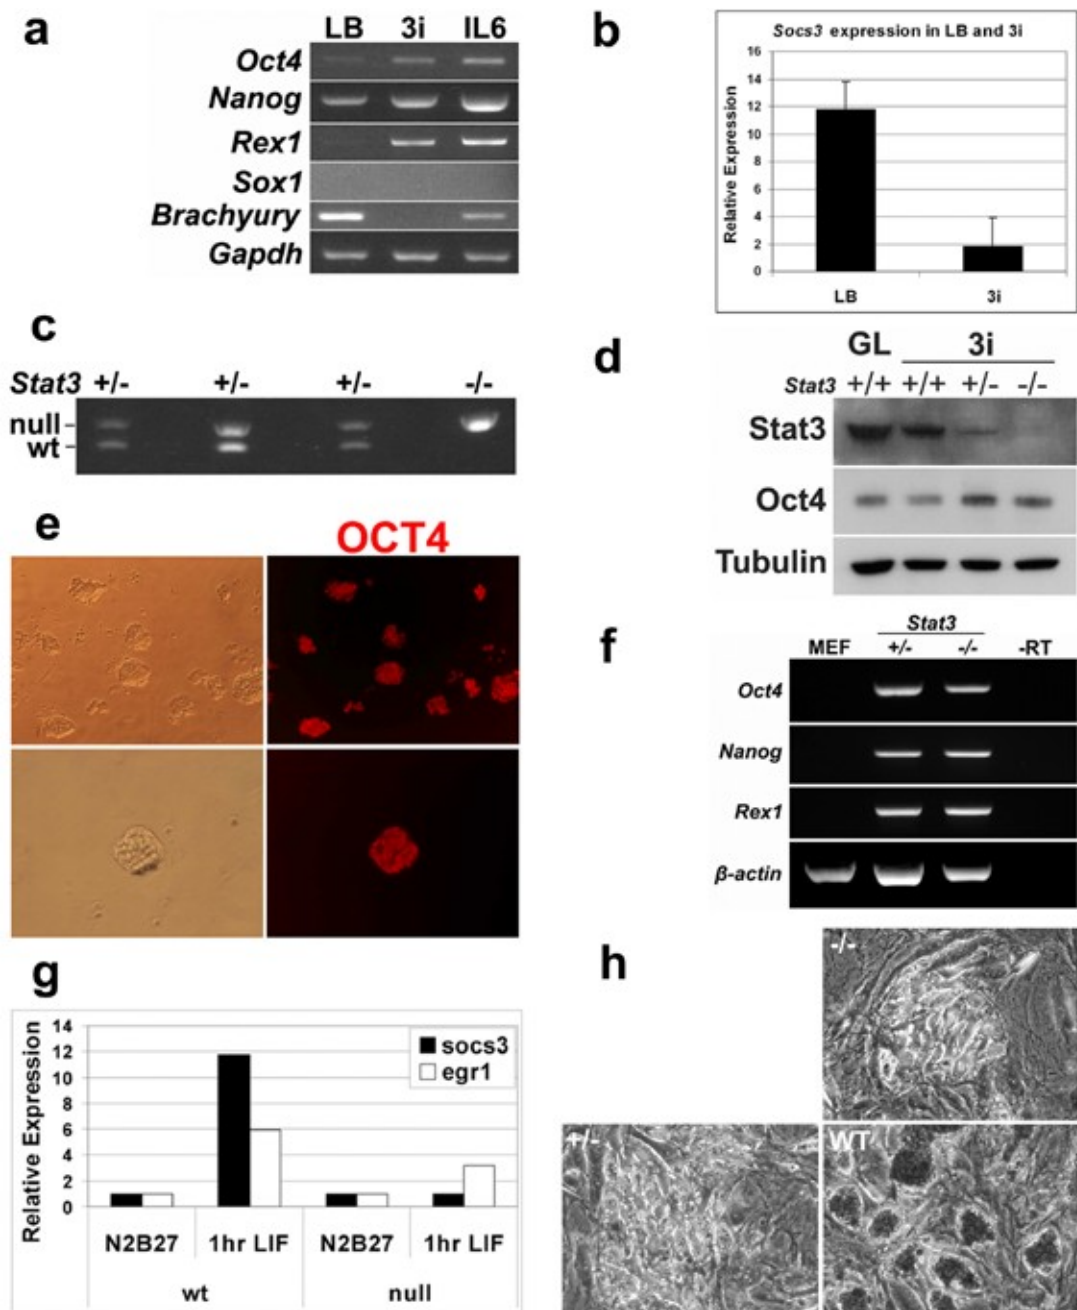 a
LB 3i IL6
Oct4
Nanog
Rex1
Sox1
Brachyury
Gapdh
b
Socs3 expression in LB and 3i
Relative Expression
16
14
12
10
8
6
4
2
0
LB 3i
c
Stat3 +/- +/- +/- -/-
null
wt
d
GL 3i
Stat3 +/+ +/+ +/- -/-
Stat3
Oct4
Tubulin
e
OCT4
f
Stat3
MEF +/- -/- -RT
Oct4
Nanog
Rex1
β-actin
g
Relative Expression
14
12
10
8
6
4
2
0
socs3
egr1
N2B27 1hr LIF N2B27 1hr LIF
wt null
h
-/-
+/- WT